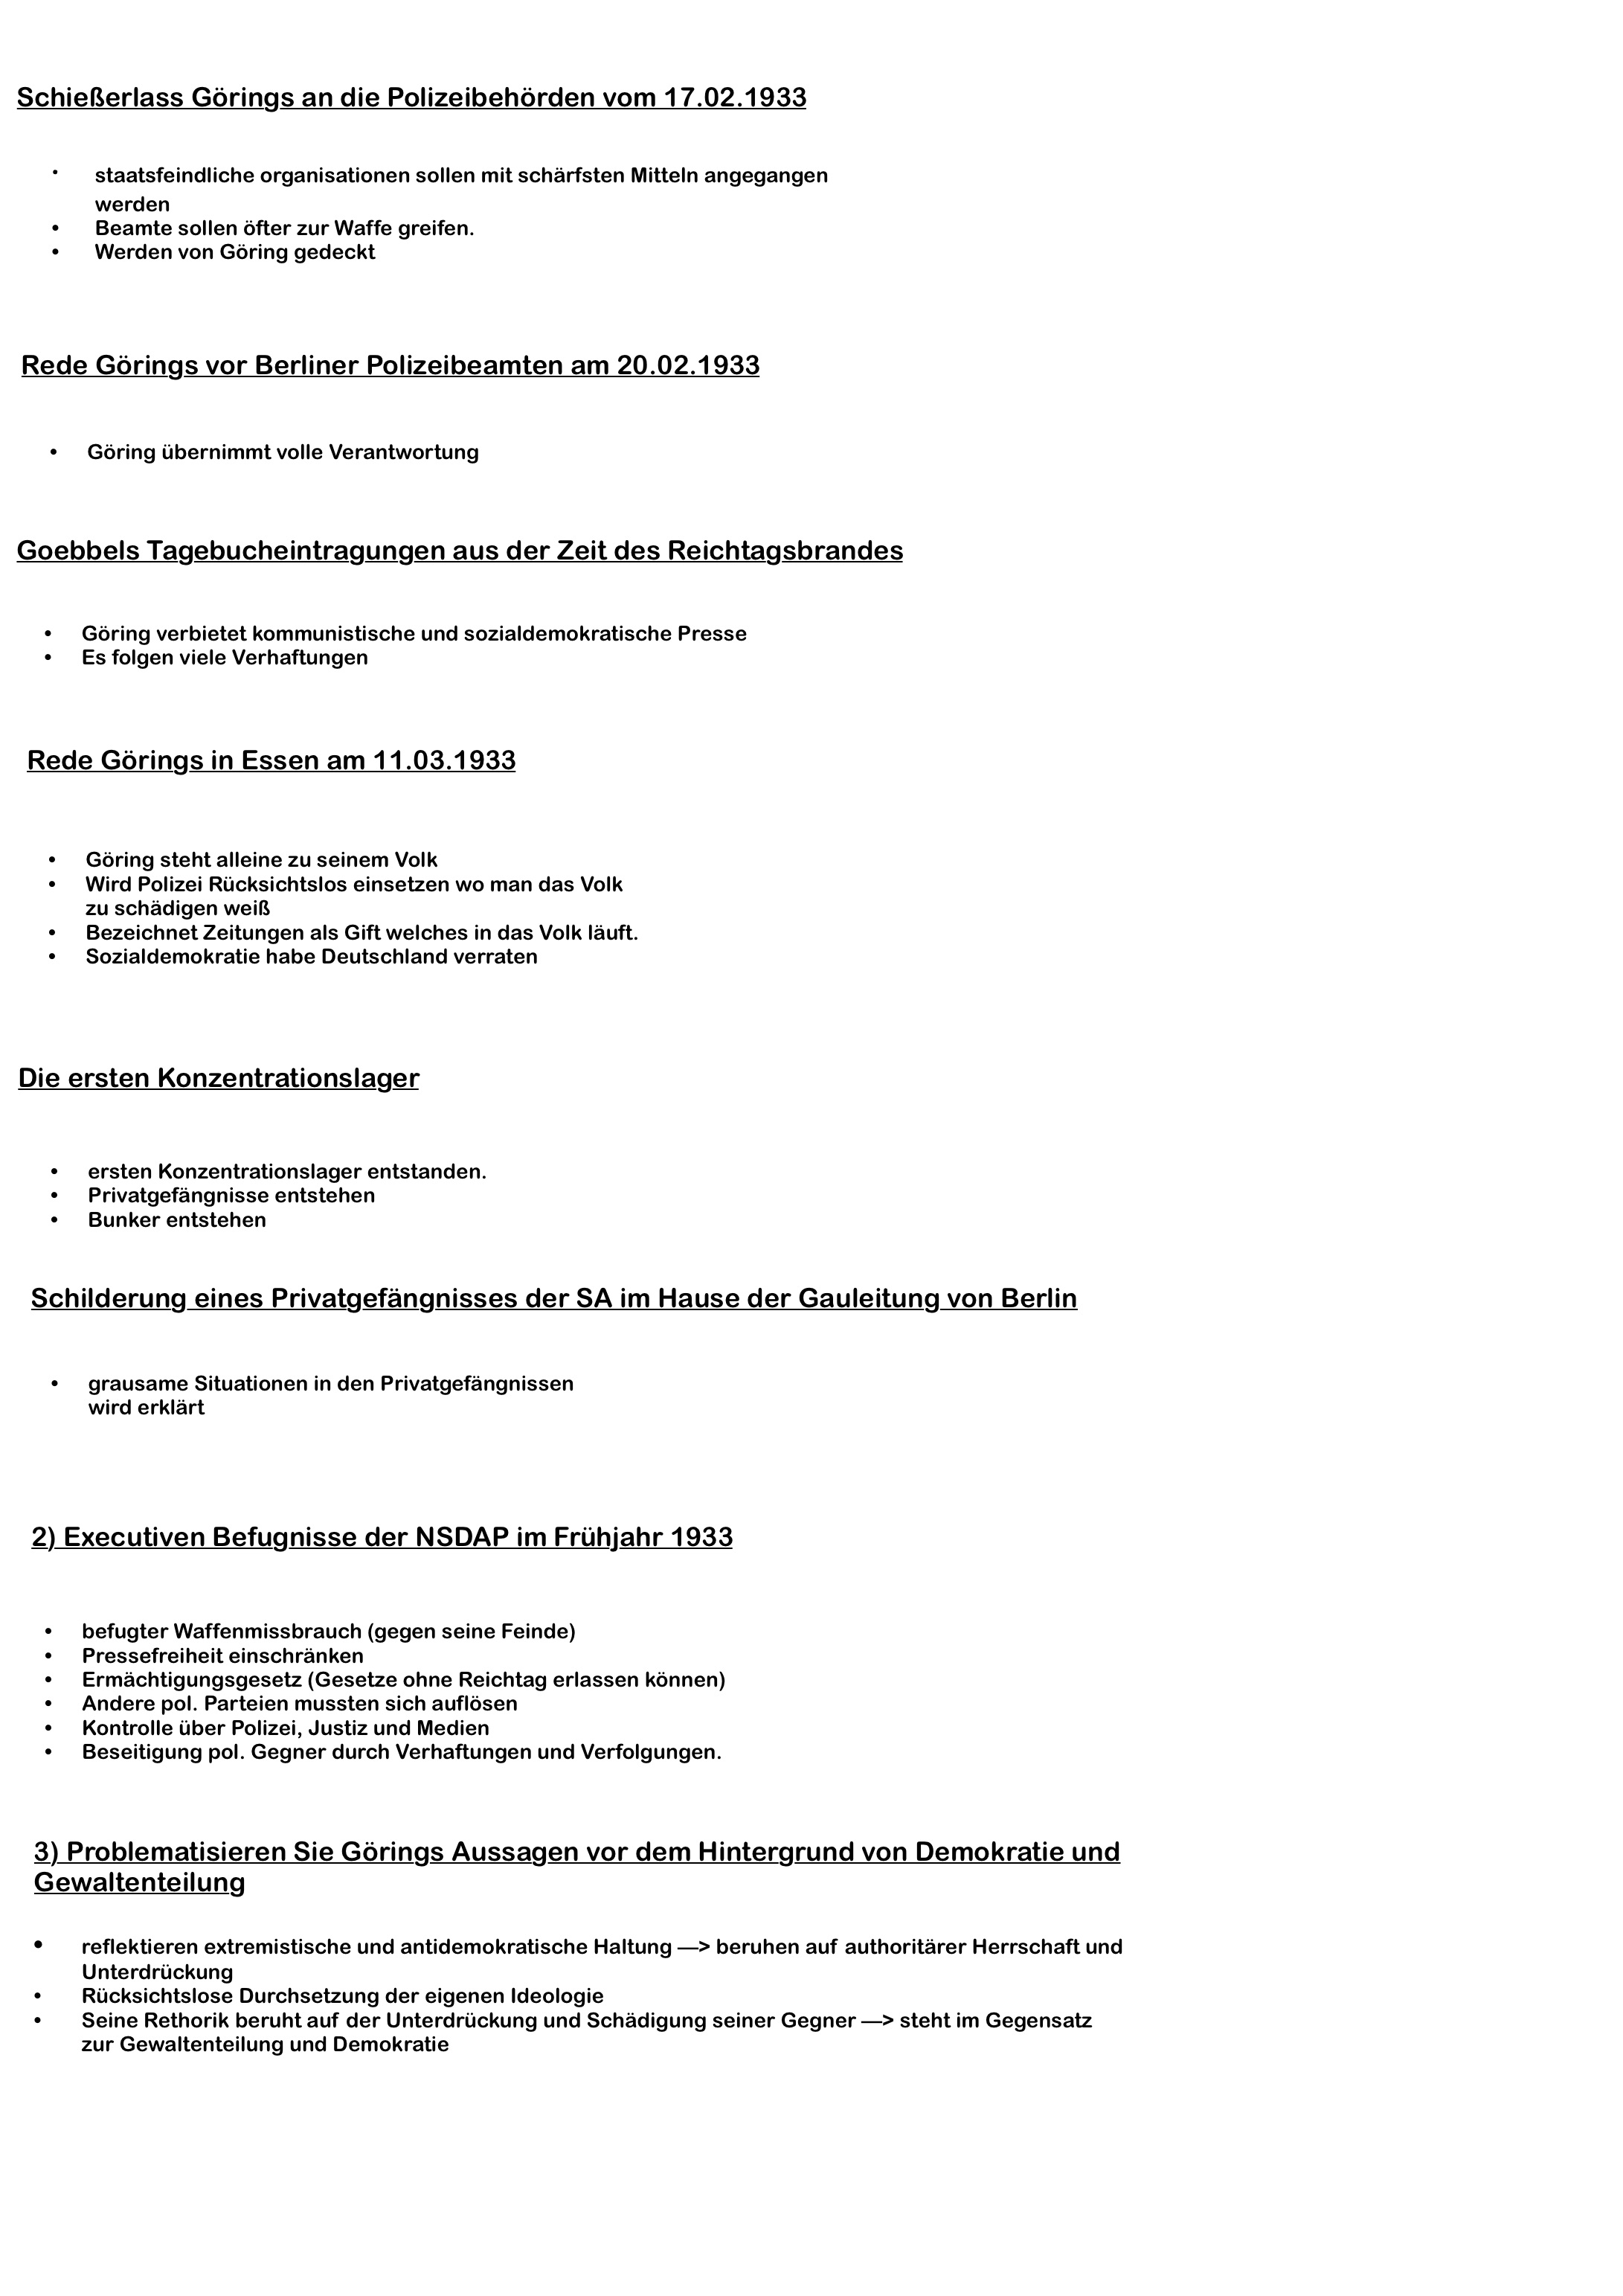 Schießerlass Görings an die Polizeibehörden vom 17.02.1933
• staatsfeindliche organisationen sollen mit schärfsten Mitteln angegangen
werden
• Beamte sollen öfter zur Waffe greifen.
• Werden von Göring gedeckt
Rede Görings vor Berliner Polizeibeamten am 20.02.1933
• Göring übernimmt volle Verantwortung
Goebbels Tagebucheintragungen aus der Zeit des Reichtagsbrandes
• Göring verbietet kommunistische und sozialdemokratische Presse
• Es folgen viele Verhaftungen
Rede Görings in Essen am 11.03.1933
• Göring steht alleine zu seinem Volk
• Wird Polizei Rücksichtslos einsetzen wo man das Volk
zu schädigen weiß
• Bezeichnet Zeitungen als Gift welches in das Volk läuft.
• Sozialdemokratie habe Deutschland verraten
Die ersten Konzentrationslager
• ersten Konzentrationslager entstanden.
• Privatgefängnisse entstehen
• Bunker entstehen
Schilderung eines Privatgefängnisses der SA im Hause der Gauleitung von Berlin
• grausame Situationen in den Privatgefängnissen
wird erklärt
2) Executiven Befugnisse der NSDAP im Frühjahr 1933
• befugter Waffenmissbrauch (gegen seine Feinde)
• Pressefreiheit einschränken
• Ermächtigungsgesetz (Gesetze ohne Reichtag erlassen können)
• Andere pol. Parteien mussten sich auflösen
• Kontrolle über Polizei, Justiz und Medien
• Beseitigung pol. Gegner durch Verhaftungen und Verfolgungen.
3) Problematisieren Sie Görings Aussagen vor dem Hintergrund von Demokratie und
Gewaltenteilung
• reflektieren extremistische und antidemokratische Haltung —> beruhen auf authoritärer Herrschaft und
Unterdrückung
• Rücksichtslose Durchsetzung der eigenen Ideologie
• Seine Rethorik beruht auf der Unterdrückung und Schädigung seiner Gegner —> steht im Gegensatz
zur Gewaltenteilung und Demokratie